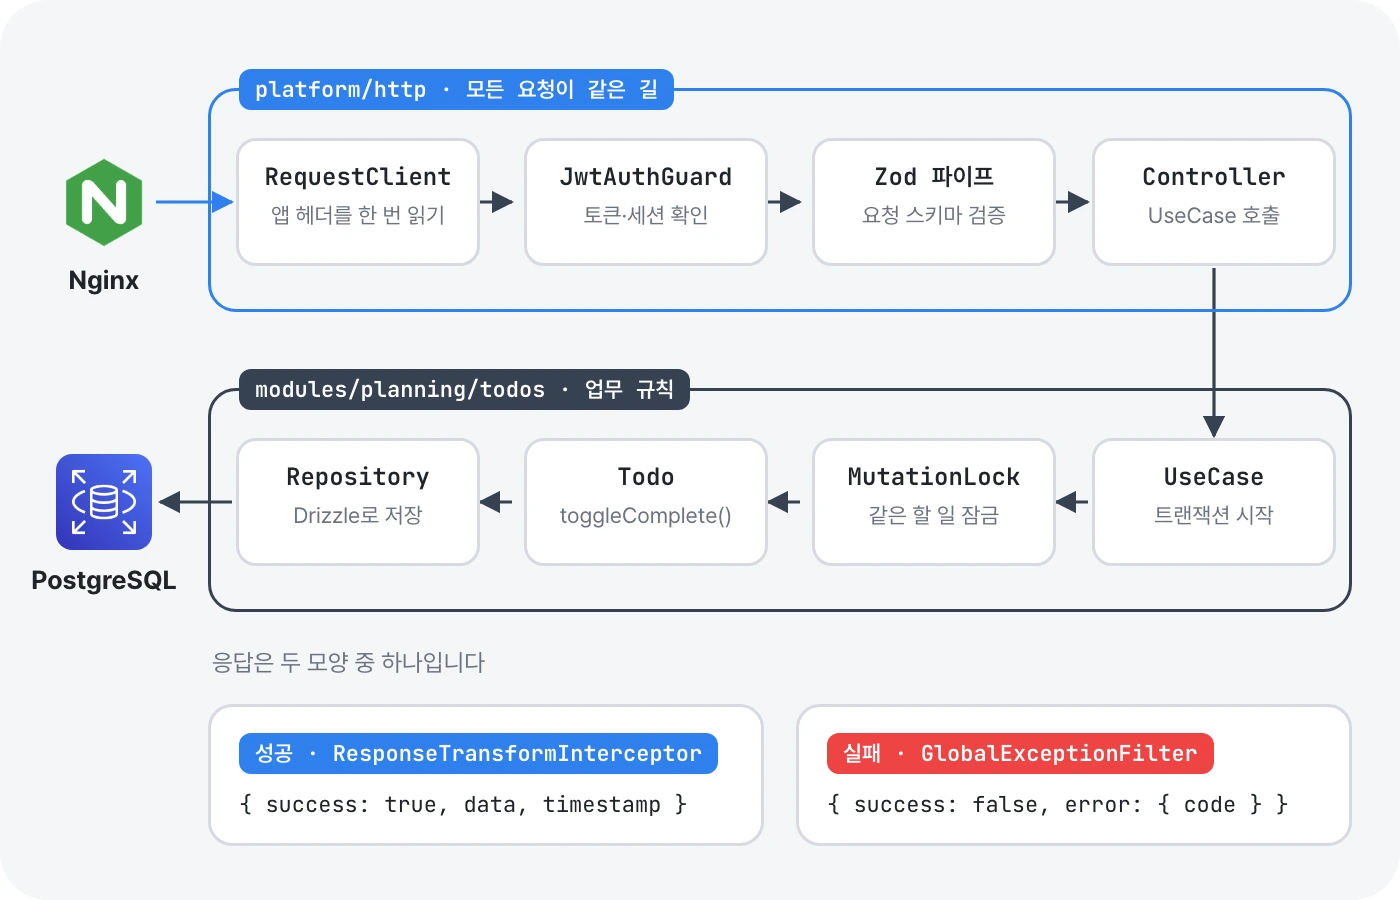 platform/http · 모든 요청이 같은 길
RequestClient
앱 헤더를 한 번 읽기
JwtAuthGuard
토큰·세션 확인
Zod 파이프
요청 스키마 검증
Controller
UseCase 호출
Nginx
modules/planning/todos · 업무 규칙
Repository
Drizzle로 저장
Todo
toggleComplete()
MutationLock
같은 할 일 잠금
UseCase
트랜잭션 시작
PostgreSQL
응답은 두 모양 중 하나입니다
성공 · ResponseTransformInterceptor
{ success: true, data, timestamp }
실패 · GlobalExceptionFilter
{ success: false, error: { code } }